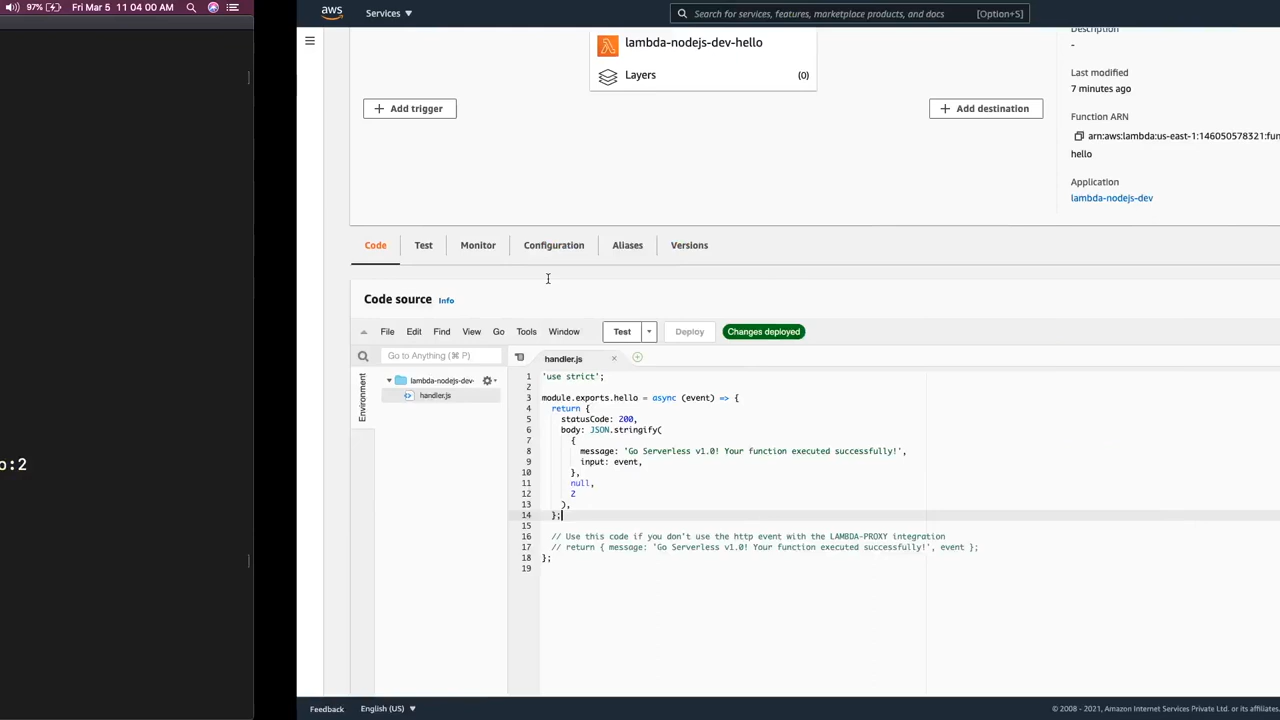 97% Fri Mar 5 11 04 00 AM
o:2
aws Services Search for services, features, marketplace products, and docs [Option+S]
lambda-nodejs-dev-hello
Layers (0)
+ Add trigger
+ Add destination
Description
-
Last modified
7 minutes ago
Function ARN
arn:aws:lambda:us-east-1:146050578321:fun
hello
Application
lambda-nodejs-dev
Code Test Monitor Configuration Aliases Versions
Code source Info
File Edit Find View Go Tools Window Test Deploy Changes deployed
Go to Anything (⌘ P)
handler.js
Environment
lambda-nodejs-dev-
handler.js
1 'use strict';
2
3 module.exports.hello = async (event) => {
4 return {
5 statusCode: 200,
6 body: JSON.stringify(
7 {
8 message: 'Go Serverless v1.0! Your function executed successfully!',
9 input: event,
10 },
11 null,
12 2
13 ),
14 };
15
16 // Use this code if you don't use the http event with the LAMBDA-PROXY integration
17 // return { message: 'Go Serverless v1.0! Your function executed successfully!', event };
18 };
19
Feedback English (US) © 2008 - 2021, Amazon Internet Services Private Ltd. or its affiliates.